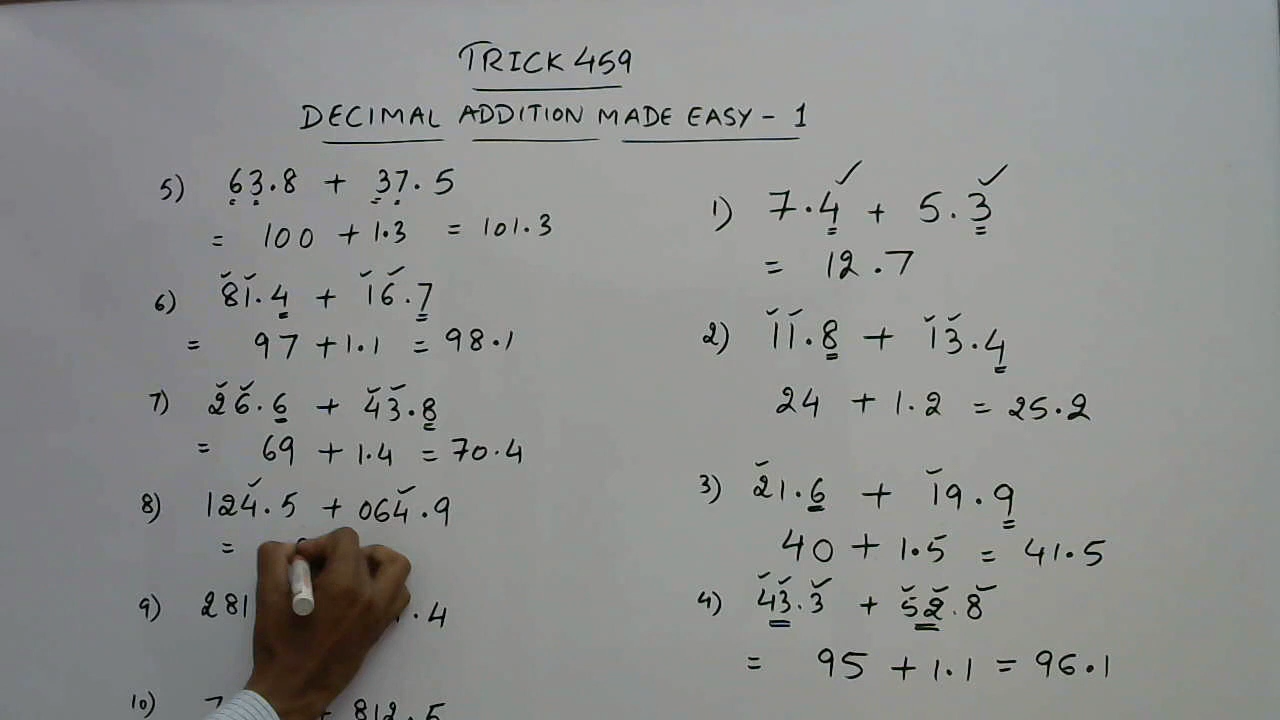 TRICK 459
DECIMAL ADDITION MADE EASY - 1
5) 63.8 + 37.5
= 100 + 1.3 = 101.3
6) 81.4 + 16.7
= 97 + 1.1 = 98.1
7) 26.6 + 43.8
= 69 + 1.4 = 70.4
8) 124.5 + 064.9
=
9) 281 .4
10) + 812.5
1) 7.4 + 5.3
= 12.7
2) 11.8 + 13.4
24 + 1.2 = 25.2
3) 21.6 + 19.9
40 + 1.5 = 41.5
4) 43.3 + 52.8
= 95 + 1.1 = 96.1